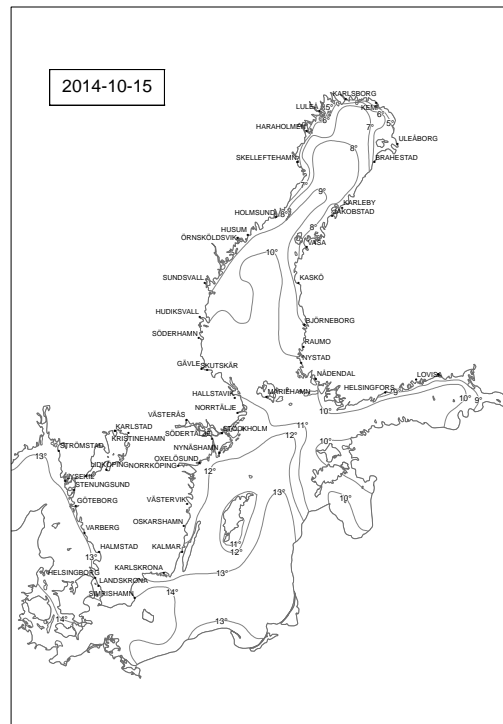 2014-10-15
KARLSBORG
LULEÅ
5°
KEMI
6°
6°
5°
HARAHOLMEN
7°
ULEÅBORG
8°
SKELLEFTEHAMN
BRAHESTAD
7°
9°
KARLEBY
HOLMSUND
8°
JAKOBSTAD
HUSUM
8°
ÖRNSKÖLDSVIK
VASA
10°
SUNDSVALL
KASKÖ
HUDIKSVALL
BJÖRNEBORG
SÖDERHAMN
RAUMO
GÄVLE
SKUTSKÄR
NYSTAD
NÅDENDAL
LOVISA
HALLSTAVIK
MARIEHAMN
HELSINGFORS
9°
10°
9°
NORRTÄLJE
10°
VÄSTERÅS
11°
KARLSTAD
SÖDERTÄLJE
STOCKHOLM
12°
KRISTINEHAMN
10°
STRÖMSTAD
NYNÄSHAMN
13°
OXELÖSUND
LIDKÖPING
NORRKÖPING
12°
LYSEKIL
STENUNGSUND
13°
VÄSTERVIK
10°
GÖTEBORG
OSKARSHAMN
VARBERG
11°
HALMSTAD
KALMAR
12°
13°
KARLSKRONA
13°
HELSINGBORG
LANDSKRONA
14°
SIMRISHAMN
14°
13°